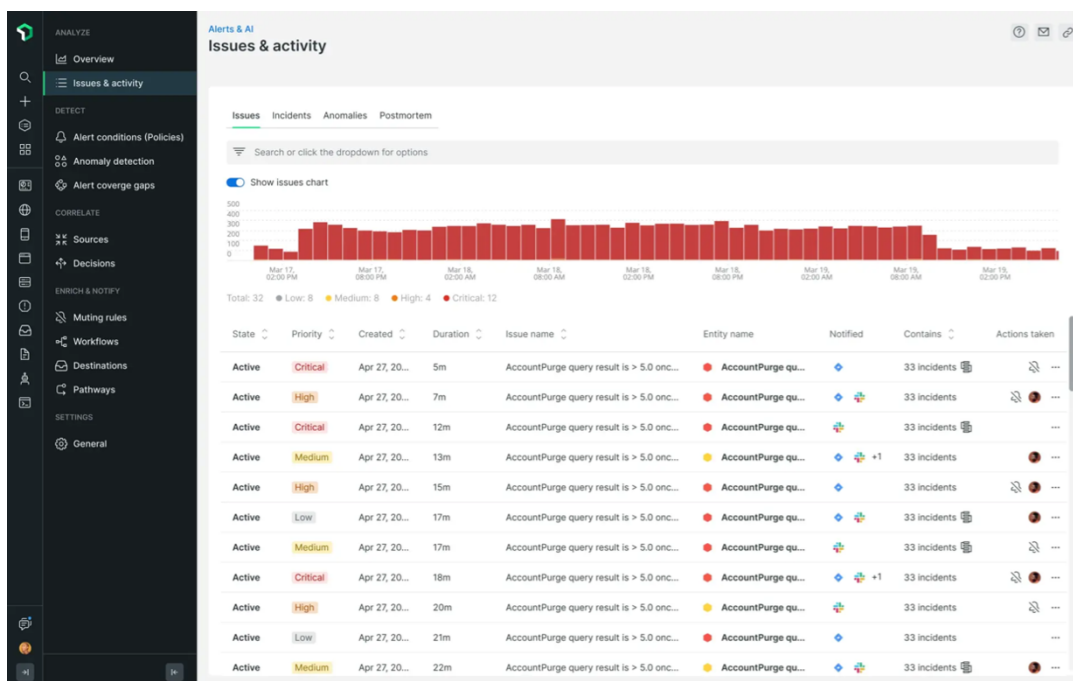 ANALYZE
Overview
Issues & activity
DETECT
Alert conditions (Policies)
Anomaly detection
Alert coverge gaps
CORRELATE
Sources
Decisions
ENRICH & NOTIFY
Muting rules
Workflows
Destinations
Pathways
SETTINGS
General
Alerts & AI
Issues & activity
Issues Incidents Anomalies Postmortem
Search or click the dropdown for options
Show issues chart
500
400
300
200
100
0
Mar 17, 02:00 PM Mar 17, 08:00 PM Mar 18, 02:00 AM Mar 18, 08:00 AM Mar 18, 02:00 PM Mar 18, 08:00 PM Mar 19, 02:00 AM Mar 19, 08:00 AM Mar 19, 02:00 PM
Total: 32 Low: 8 Medium: 8 High: 4 Critical: 12
State Priority Created Duration Issue name Entity name Notified Contains Actions taken
Active Critical Apr 27, 20... 5m AccountPurge query result is > 5.0 onc... AccountPurge qu... 33 incidents
Active High Apr 27, 20... 7m AccountPurge query result is > 5.0 onc... AccountPurge qu... 33 incidents
Active Critical Apr 27, 20... 12m AccountPurge query result is > 5.0 onc... AccountPurge qu... 33 incidents
Active Medium Apr 27, 20... 13m AccountPurge query result is > 5.0 onc... AccountPurge qu... +1 33 incidents
Active High Apr 27, 20... 15m AccountPurge query result is > 5.0 onc... AccountPurge qu... 33 incidents
Active Low Apr 27, 20... 17m AccountPurge query result is > 5.0 onc... AccountPurge qu... 33 incidents
Active Medium Apr 27, 20... 17m AccountPurge query result is > 5.0 onc... AccountPurge qu... 33 incidents
Active Critical Apr 27, 20... 18m AccountPurge query result is > 5.0 onc... AccountPurge qu... +1 33 incidents
Active High Apr 27, 20... 20m AccountPurge query result is > 5.0 onc... AccountPurge qu... 33 incidents
Active Low Apr 27, 20... 21m AccountPurge query result is > 5.0 onc... AccountPurge qu... 33 incidents
Active Medium Apr 27, 20... 22m AccountPurge query result is > 5.0 onc... AccountPurge qu... 33 incidents